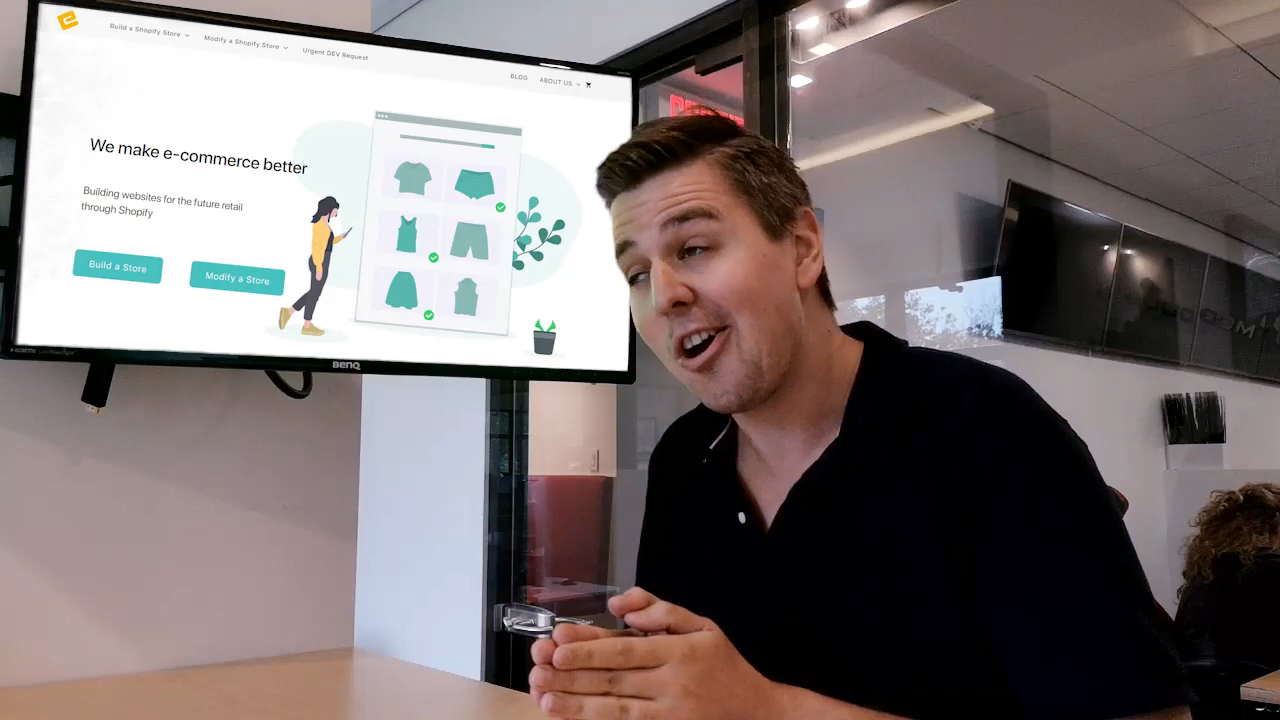 Build a Shopify Store
Modify a Shopify Store
Urgent DEV Request
BLOG
ABOUT US
We make e-commerce better
Building websites for the future retail
through Shopify
Build a Store
Modify a Store
BenQ